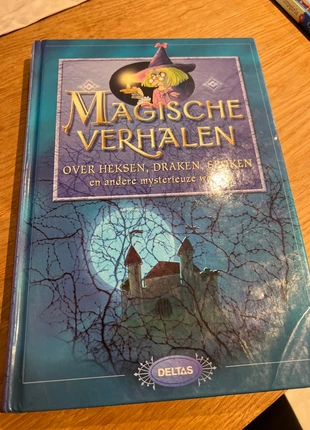 MAGISCHE
VERHALEN
OVER HEKSEN, DRAKEN, SPOKEN
en andere mysterieuze
DELTAS